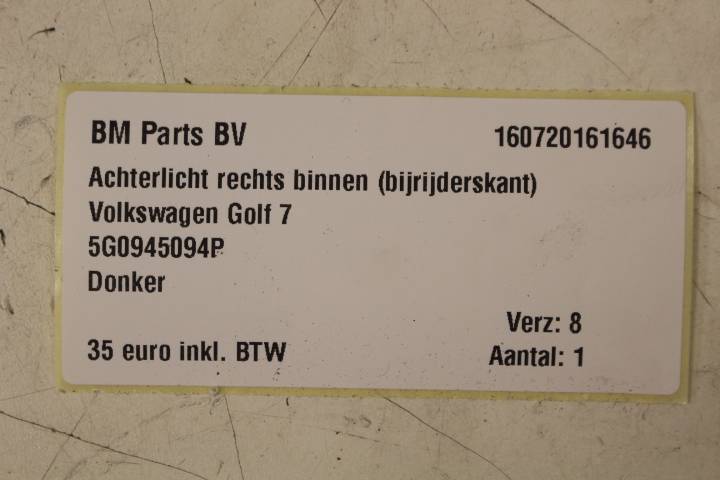 BM Parts BV 160720161646
Achterlicht rechts binnen (bijrijderskant)
Volkswagen Golf 7
5G0945094P
Donker
Verz: 8
35 euro inkl. BTW Aantal: 1